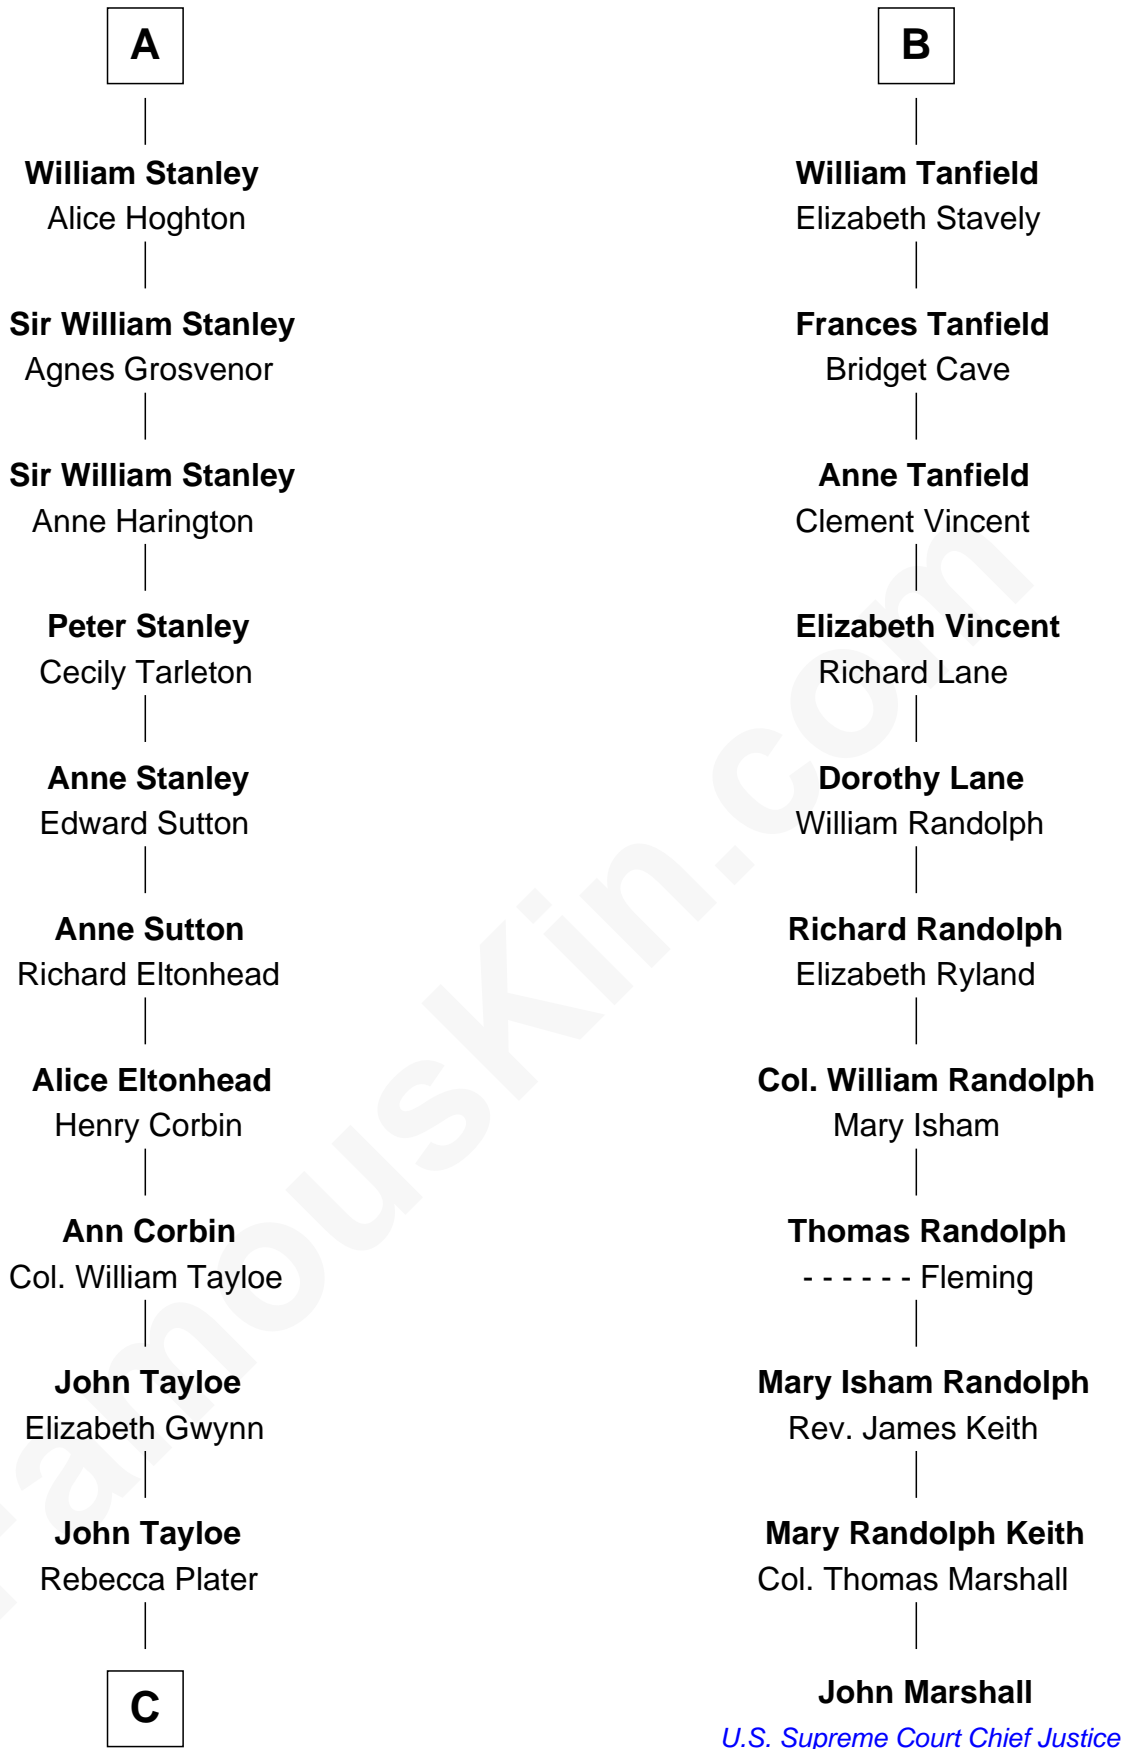 A
William Stanley
Alice Hoghton
Sir William Stanley
Agnes Grosvenor
Sir William Stanley
Anne Harington
Peter Stanley
Cecily Tarleton
Anne Stanley
Edward Sutton
Anne Sutton
Richard Eltonhead
Alice Eltonhead
Henry Corbin
Ann Corbin
Col. William Tayloe
John Tayloe
Elizabeth Gwynn
John Tayloe
Rebecca Plater
C
B
William Tanfield
Elizabeth Stavely
Frances Tanfield
Bridget Cave
Anne Tanfield
Clement Vincent
Elizabeth Vincent
Richard Lane
Dorothy Lane
William Randolph
Richard Randolph
Elizabeth Ryland
Col. William Randolph
Mary Isham
Thomas Randolph
- - - - - - Fleming
Mary Isham Randolph
Rev. James Keith
Mary Randolph Keith
Col. Thomas Marshall
John Marshall
U.S. Supreme Court Chief Justice
FamousKin.com